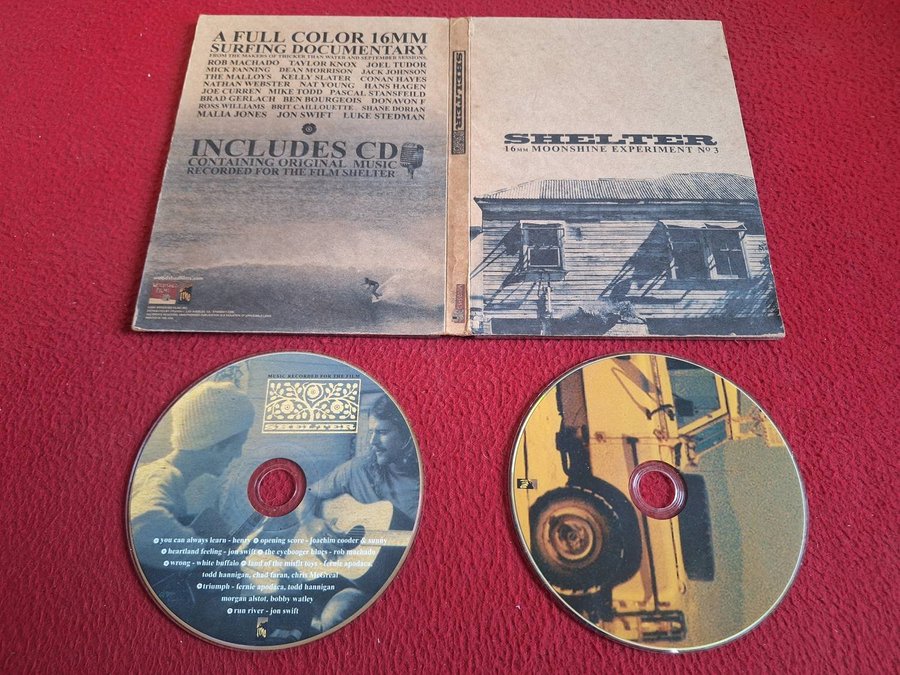 A FULL COLOR 16MM
SURFING DOCUMENTARY
FROM THE MAKERS OF THICKER THAN WATER AND SEPTEMBER SESSIONS,
ROB MACHADO TAYLOR KNOX JOEL TUDOR
MICK FANNING DEAN MORRISON JACK JOHNSON
THE MALLOYS KELLY SLATER CONAN HAYES
NATHAN WEBSTER NAT YOUNG HANS HAGEN
JOE CURREN MIKE TODD PASCAL STANSFEILD
BRAD GERLACH BEN BOURGEOIS DONAVON F
ROSS WILLIAMS BRIT CAILLOUETTE SHANE DORIAN
MALIA JONES JON SWIFT LUKE STEDMAN
INCLUDES CD
CONTAINING ORIGINAL MUSIC
RECORDED FOR THE FILM SHELTER
SHELTER
SHELTER
16MM MOONSHINE EXPERIMENT Nº 3
MUSIC RECORDED FOR THE FILM
SHELTER
you can always learn - henry opening score - joachim cooder & sunny
heartland feeling - jon swift the eyebooger blues - rob machado
wrong - white buffalo land of the misfit toys - fernie apodaca,
todd hannigan, chad faran, chris McGreal
triumph - fernie apodaca, todd hannigan
morgan alstot, bobby watley
run river - jon swift